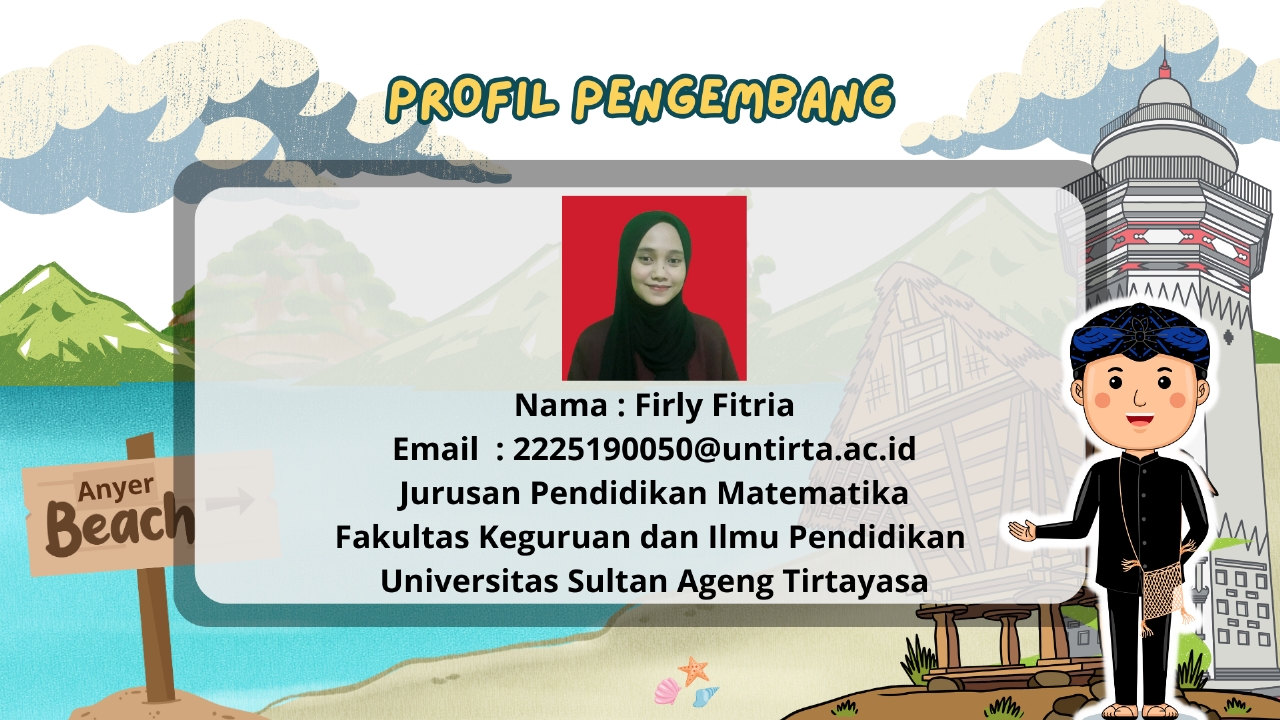 PROFIL PENGEMBANG
Nama : Firly Fitria
Email : 2225190050@untirta.ac.id
Jurusan Pendidikan Matematika
Fakultas Keguruan dan Ilmu Pendidikan
Universitas Sultan Ageng Tirtayasa
Anyer
Beach